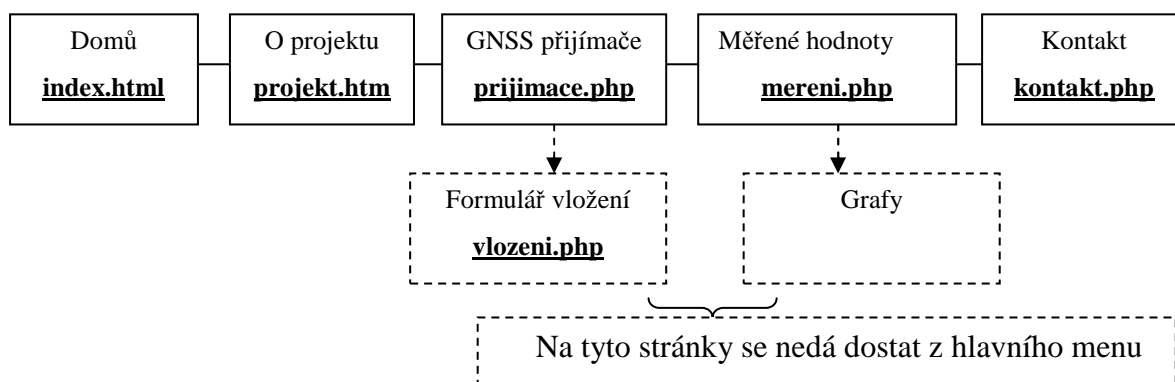 Domů
index.html
O projektu
projekt.htm
GNSS přijímače
prijimace.php
Měřené hodnoty
mereni.php
Kontakt
kontakt.php
Formulář vložení
vlozeni.php
Grafy
Na tyto stránky se nedá dostat z hlavního menu